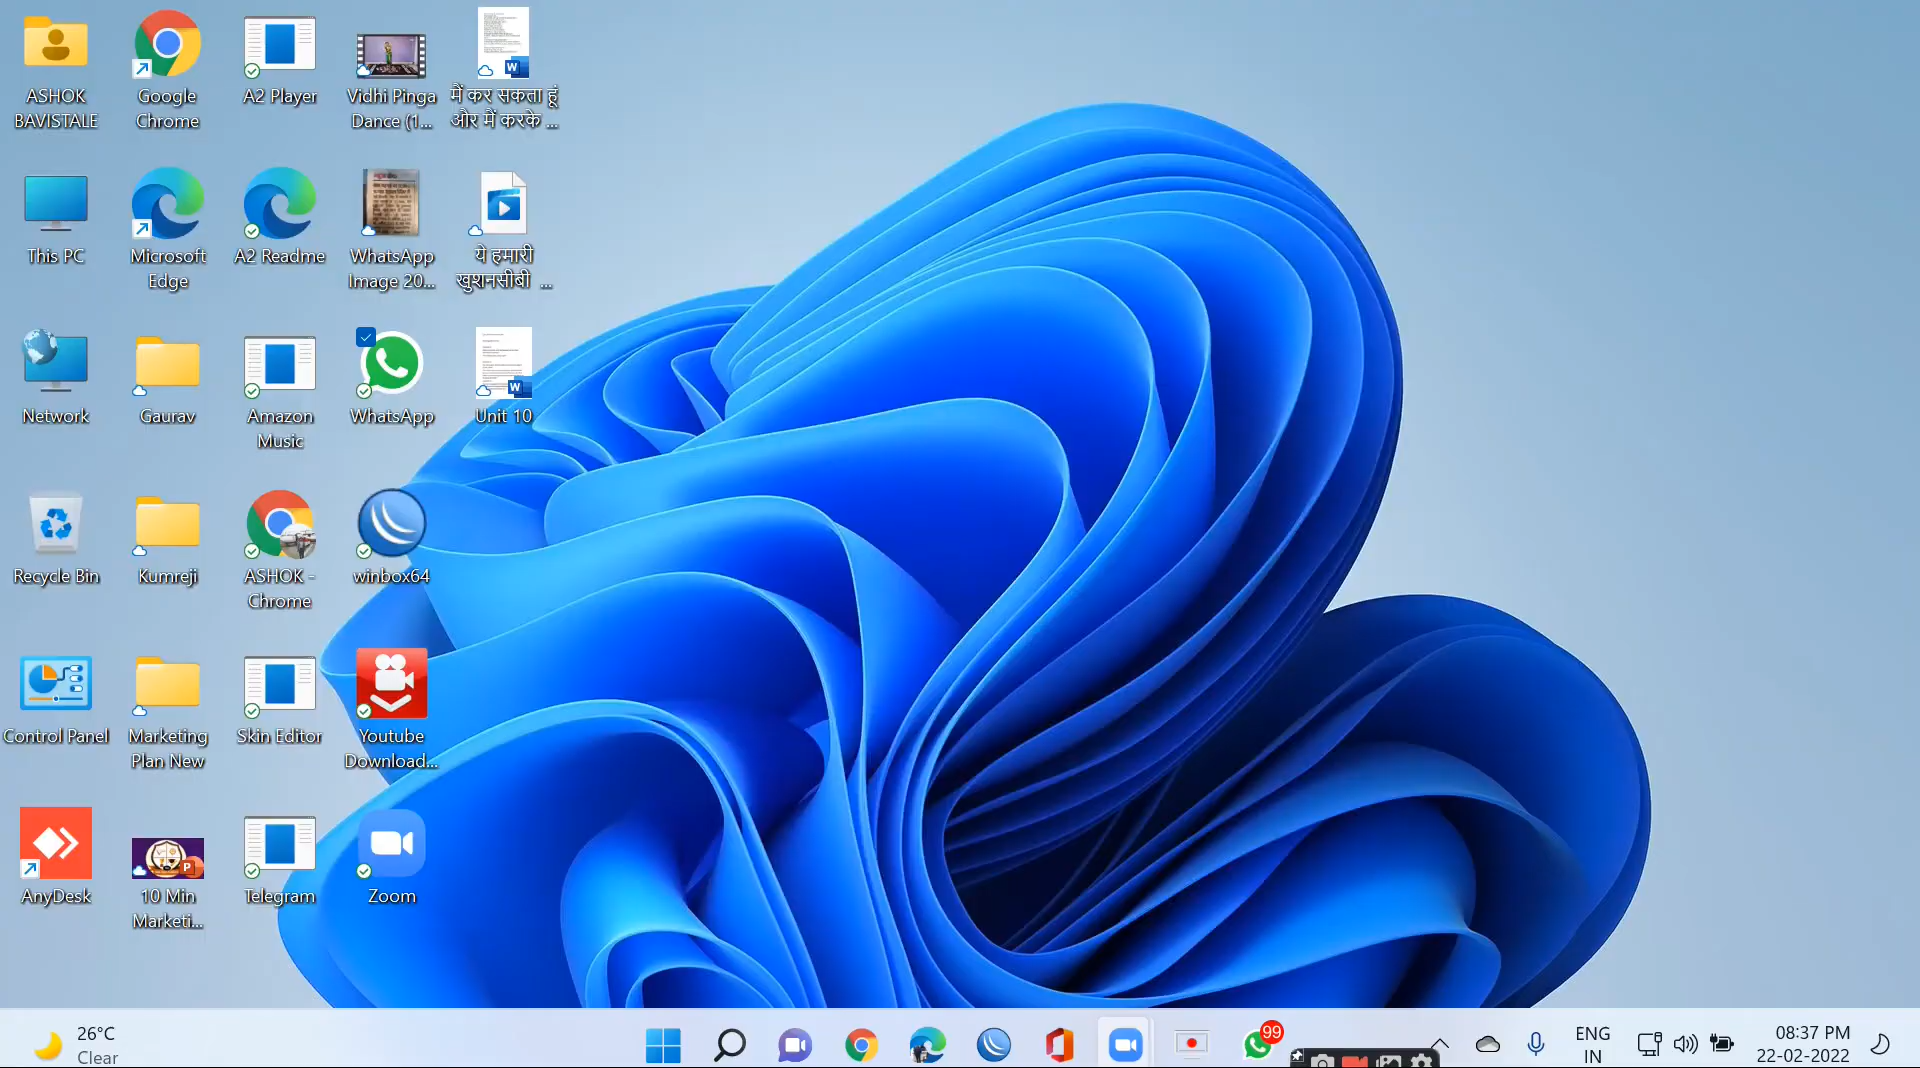 ASHOK
BAVISTALE
Google
Chrome
A2 Player
Vidhi Pinga
Dance (1...
मैं कर सकता हूं
और मैं करके ...
This PC
Microsoft
Edge
A2 Readme
WhatsApp
Image 20...
ये हमारी
खुशनसीबी ...
Network
Gaurav
Amazon
Music
WhatsApp
Unit 10
Recycle Bin
Kumreji
ASHOK -
Chrome
winbox64
Control Panel
Marketing
Plan New
Skin Editor
Youtube
Download...
AnyDesk
10 Min
Marketi...
Telegram
Zoom
26°C
Clear
99
ENG
IN
08:37 PM
22-02-2022